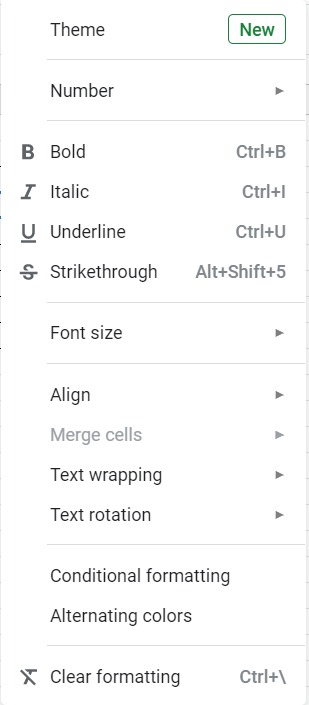 Theme New
Number
Bold Ctrl+B
Italic Ctrl+I
Underline Ctrl+U
Strikethrough Alt+Shift+5
Font size
Align
Merge cells
Text wrapping
Text rotation
Conditional formatting
Alternating colors
Clear formatting Ctrl+\